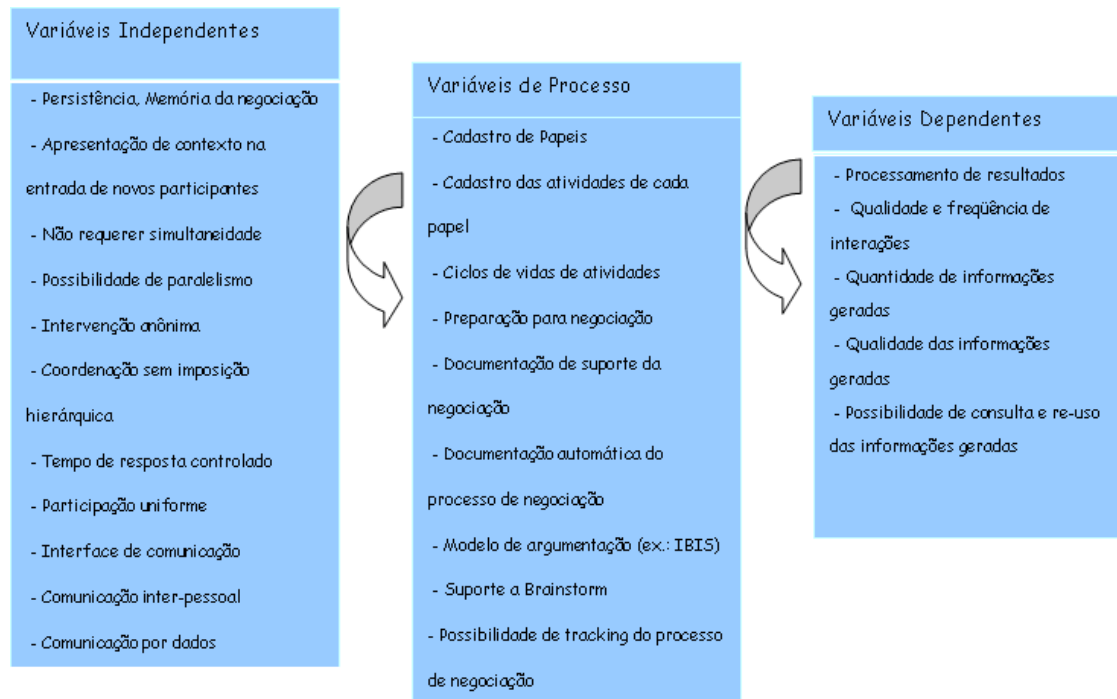 Variáveis Independentes
- Persistência, Memória da negociação
- Apresentação de contexto na
entrada de novos participantes
- Não requerer simultaneidade
- Possibilidade de paralelismo
- Intervenção anônima
- Coordenação sem imposição
hierárquica
- Tempo de resposta controlado
- Participação uniforme
- Interface de comunicação
- Comunicação inter-pessoal
- Comunicação por dados
Variáveis de Processo
- Cadastro de Papeis
- Cadastro das atividades de cada
papel
- Ciclos de vidas de atividades
- Preparação para negociação
- Documentação de suporte da
negociação
- Documentação automática do
processo de negociação
- Modelo de argumentação (ex.: IBIS)
- Suporte a Brainstorm
- Possibilidade de tracking do processo
de negociação
Variáveis Dependentes
- Processamento de resultados
- Qualidade e freqüência de
interações
- Quantidade de informações
geradas
- Qualidade das informações
geradas
- Possibilidade de consulta e re-uso
das informações geradas